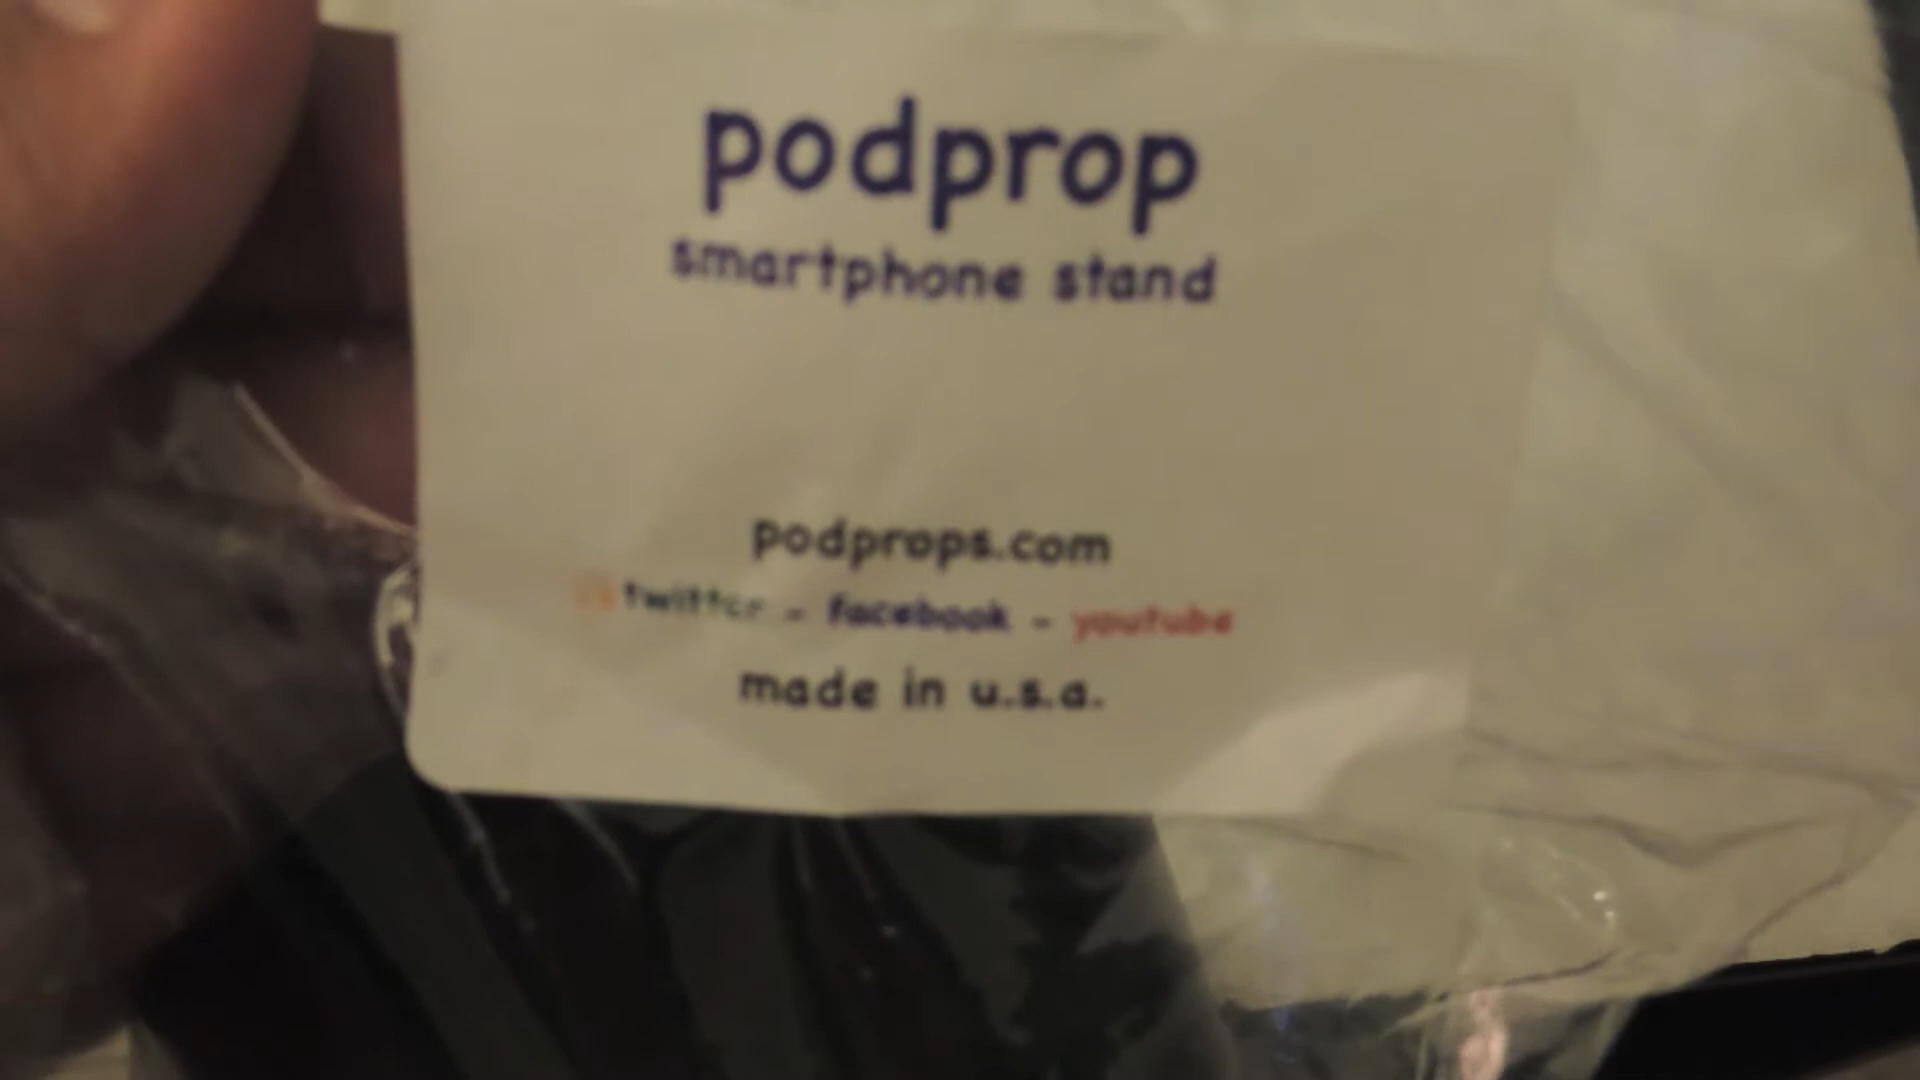 podprop
smartphone stand
podprops.com
twitter - facebook - youtube
made in u.s.a.